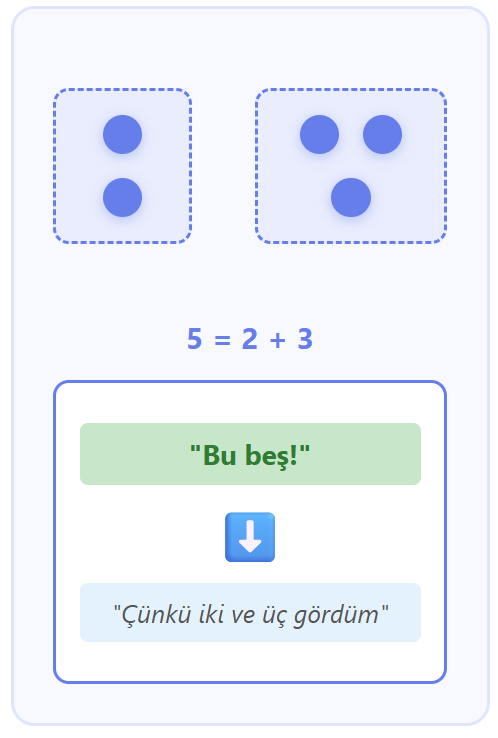 5 = 2 + 3
"Bu beş!"
"Çünkü iki ve üç gördüm"